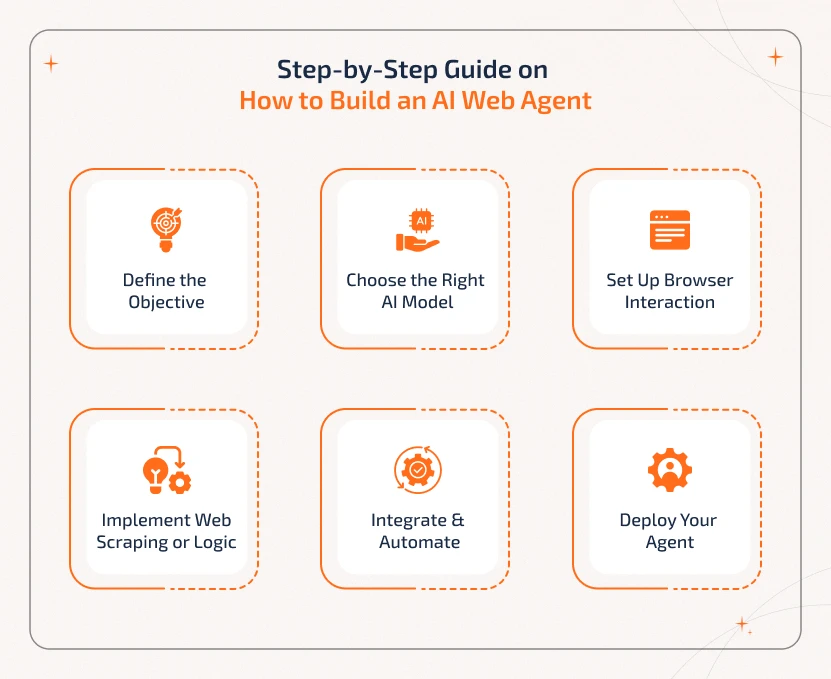 Step-by-Step Guide on
How to Build an AI Web Agent
Define the
Objective
AI
Choose the Right
AI Model
Set Up Browser
Interaction
Implement Web
Scraping or Logic
Integrate &
Automate
Deploy Your
Agent